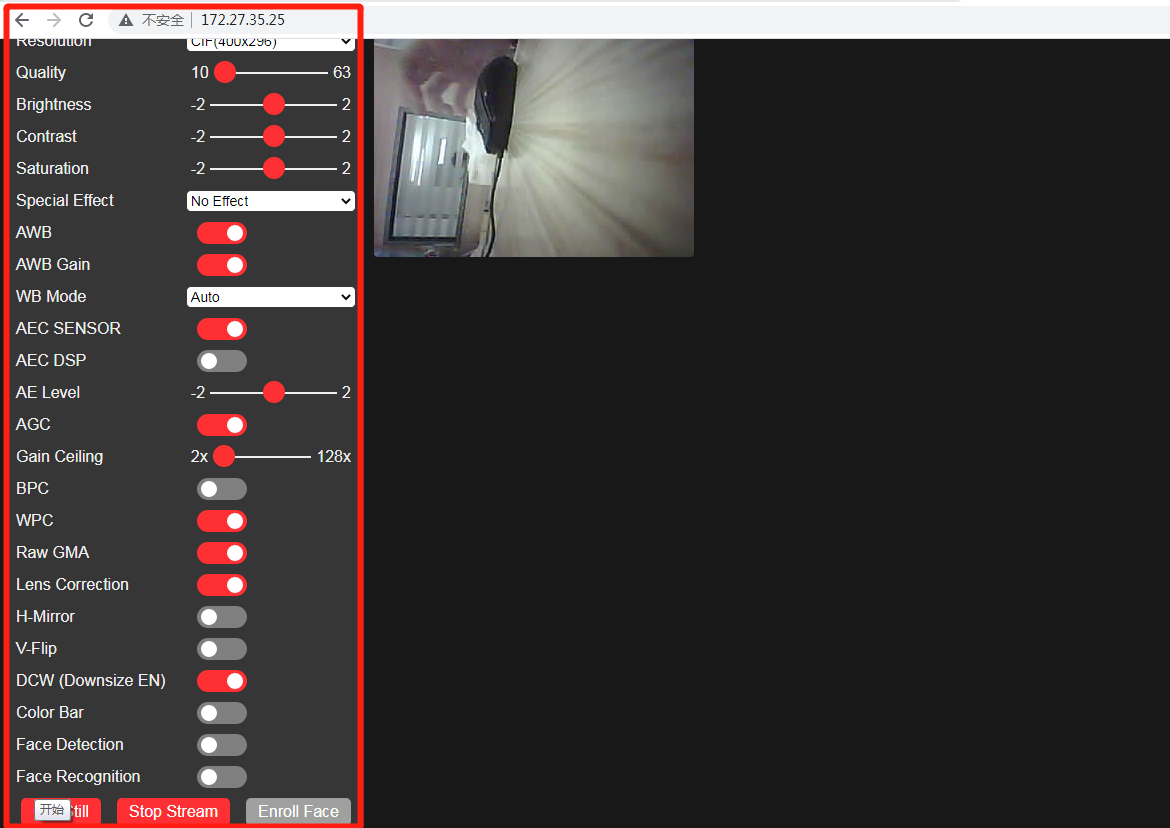 不安全 172.27.35.25
Resolution CIF(400x296)
Quality 10 63
Brightness -2 2
Contrast -2 2
Saturation -2 2
Special Effect No Effect
AWB
AWB Gain
WB Mode Auto
AEC SENSOR
AEC DSP
AE Level -2 2
AGC
Gain Ceiling 2x 128x
BPC
WPC
Raw GMA
Lens Correction
H-Mirror
V-Flip
DCW (Downsize EN)
Color Bar
Face Detection
Face Recognition
开始 Still Stop Stream Enroll Face